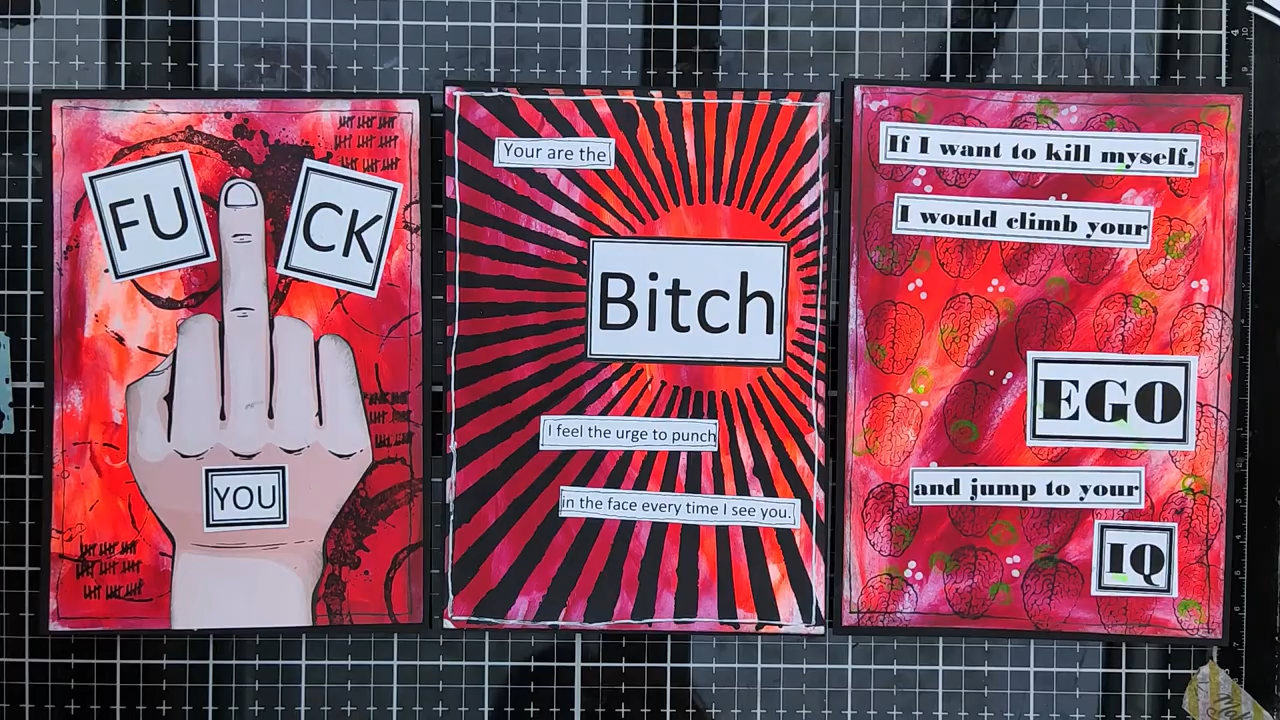 FU CK
YOU
Your are the
Bitch
I feel the urge to punch
in the face every time I see you.
If I want to kill myself,
I would climb your
EGO
and jump to your
IQ